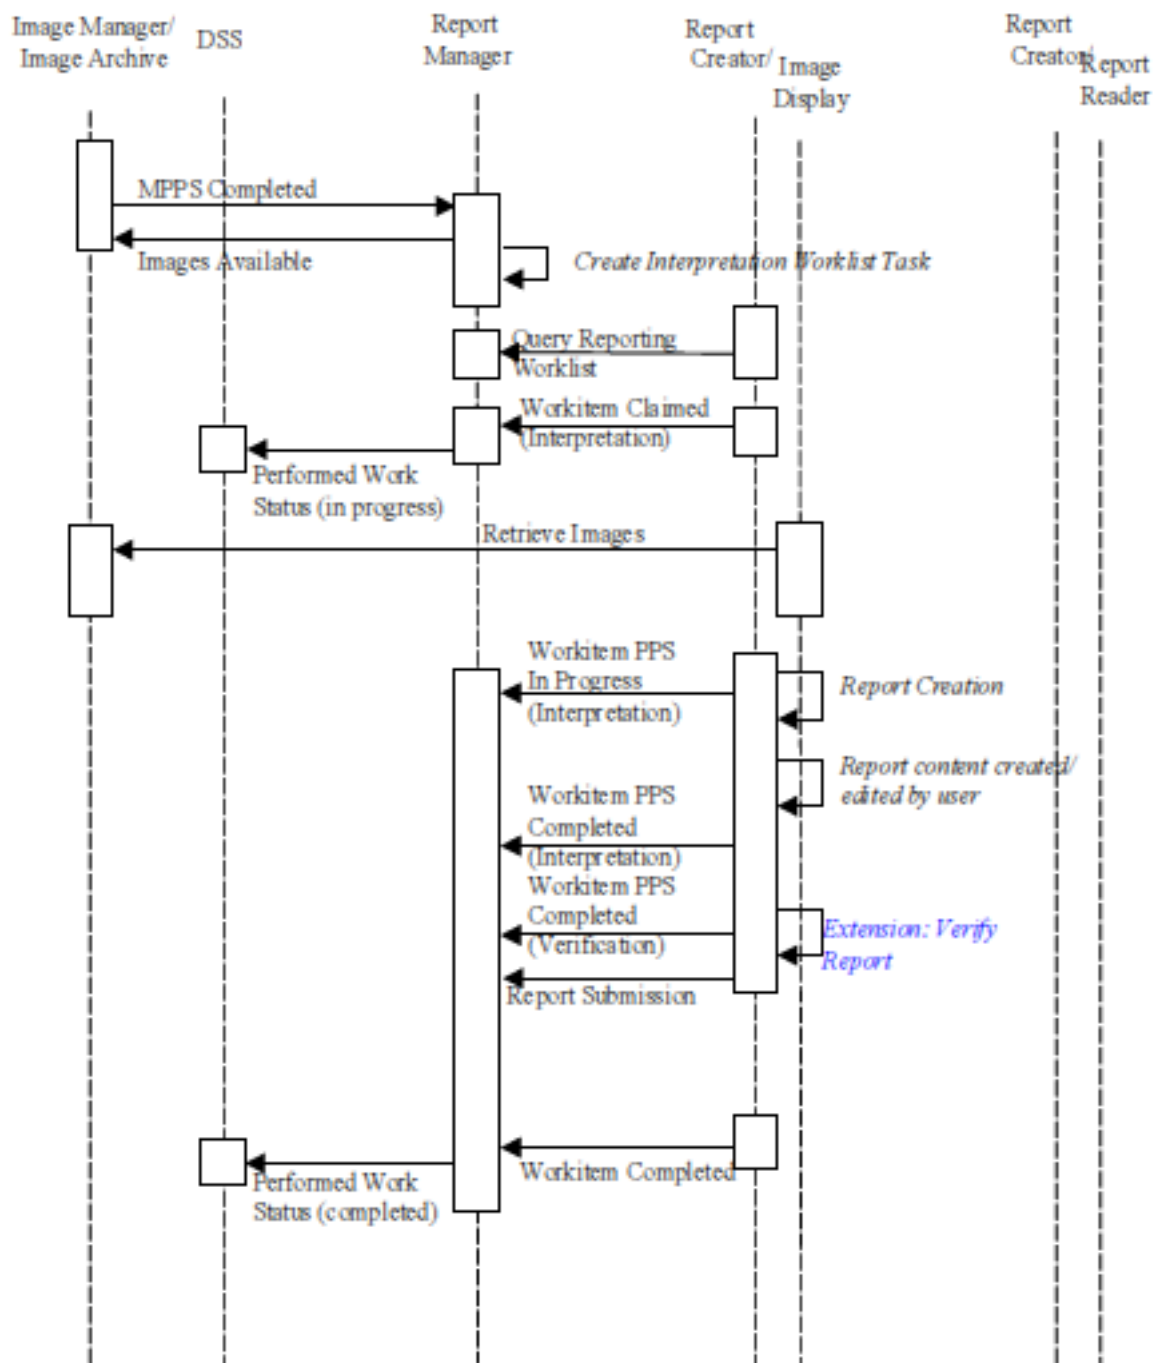 Image Manager/
Image Archive
DSS
Report
Manager
Report
Creator/
Image
Display
Report
Creator/
Report
Reader
MPPS Completed
Images Available
Create Interpretation Worklist Task
Query Reporting
Worklist
Workitem Claimed
(Interpretation)
Performed Work
Status (in progress)
Retrieve Images
Workitem PPS
In Progress
(Interpretation)
Report Creation
Report content created/
edited by user
Workitem PPS
Completed
(Interpretation)
Workitem PPS
Completed
(Verification)
Extension: Verify
Report
Report Submission
Workitem Completed
Performed Work
Status (completed)